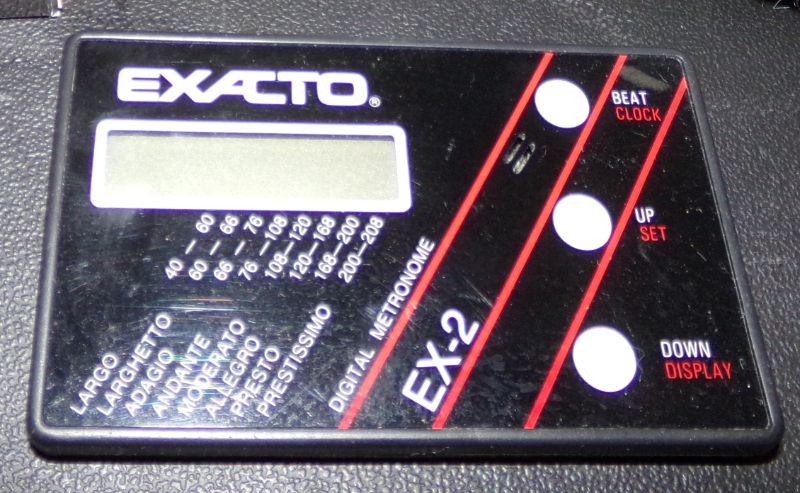 EXACTO®
BEAT
CLOCK
UP
SET
DOWN
DISPLAY
LARGO 40—60
LARGHETTO 60—66
ADAGIO 66—76
ANDANTE 76—108
MODERATO 108—120
ALLEGRO 120—168
PRESTO 168—200
PRESTISSIMO 200—208
DIGITAL METRONOME
EX-2